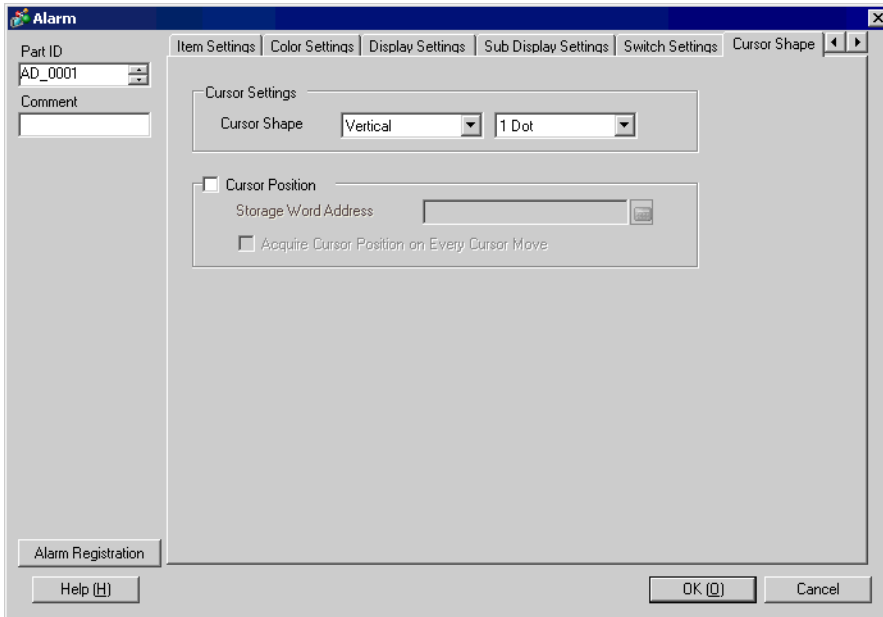 Alarm
Part ID
AD_0001
Comment
Item Settings Color Settings Display Settings Sub Display Settings Switch Settings Cursor Shape
Cursor Settings
Cursor Shape Vertical 1 Dot
Cursor Position
Storage Word Address
Acquire Cursor Position on Every Cursor Move
Alarm Registration
Help (H) OK (O) Cancel